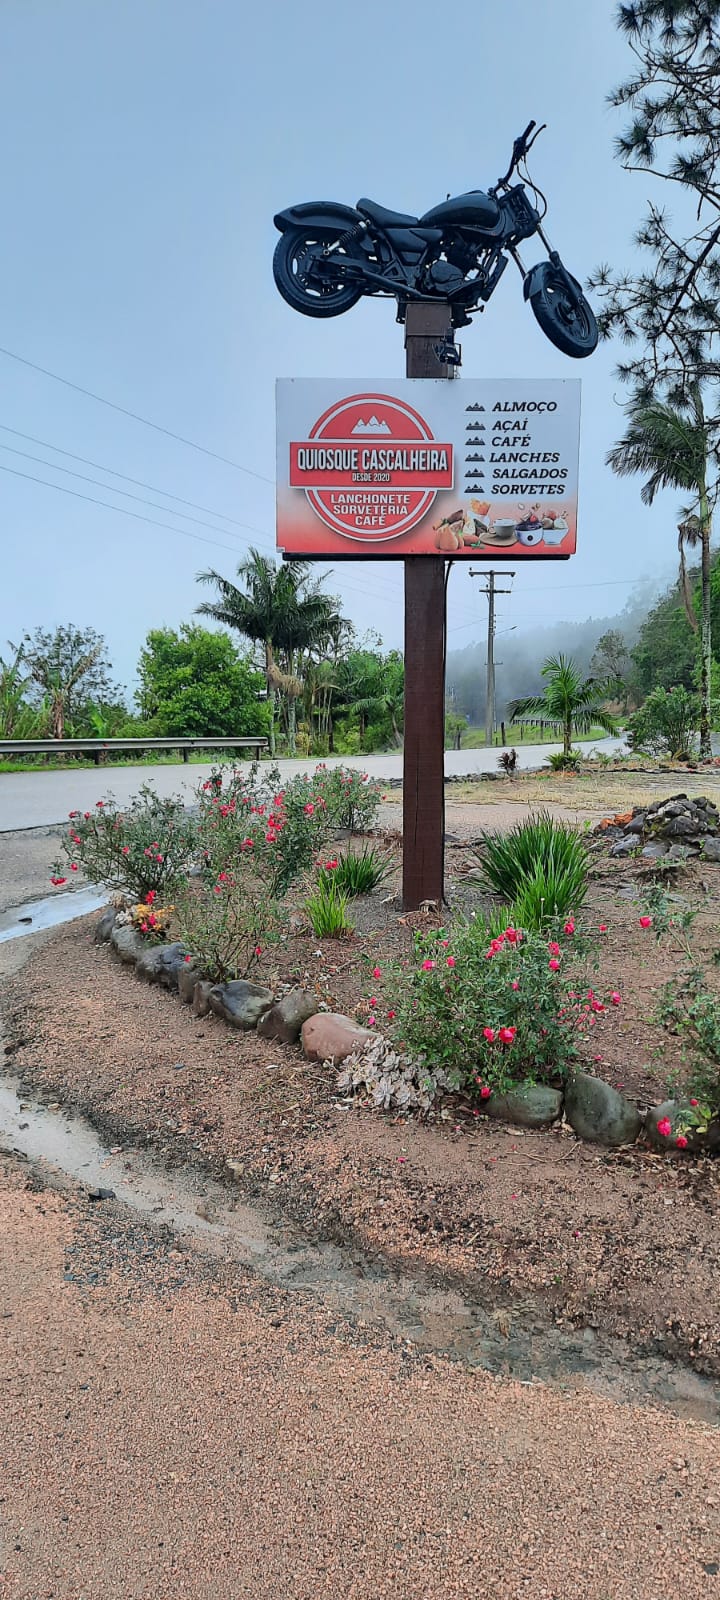 QUIOSQUE CASCALHEIRA
DESDE 2020
LANCHONETE
SORVETERIA
CAFÉ
ALMOÇO
AÇAÍ
CAFÉ
LANCHES
SALGADOS
SORVETES